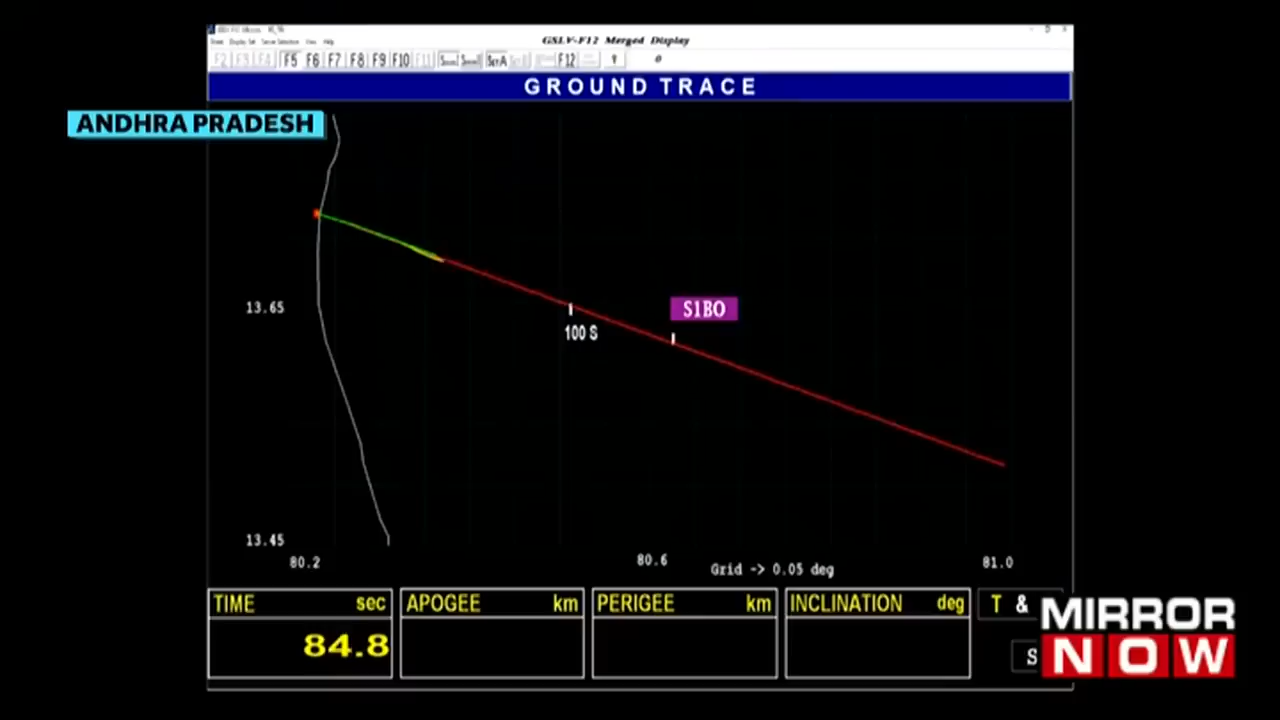 GSLV-F12 Merged Display
F5 F6 F7 F8 F9 F10 F12
GROUND TRACE
ANDHRA PRADESH
13.65
S1BO
100 S
13.45
80.2 80.6 81.0
Grid -> 0.05 deg
TIME sec APOGEE km PERIGEE km INCLINATION deg T &
84.8
S
MIRROR
NOW